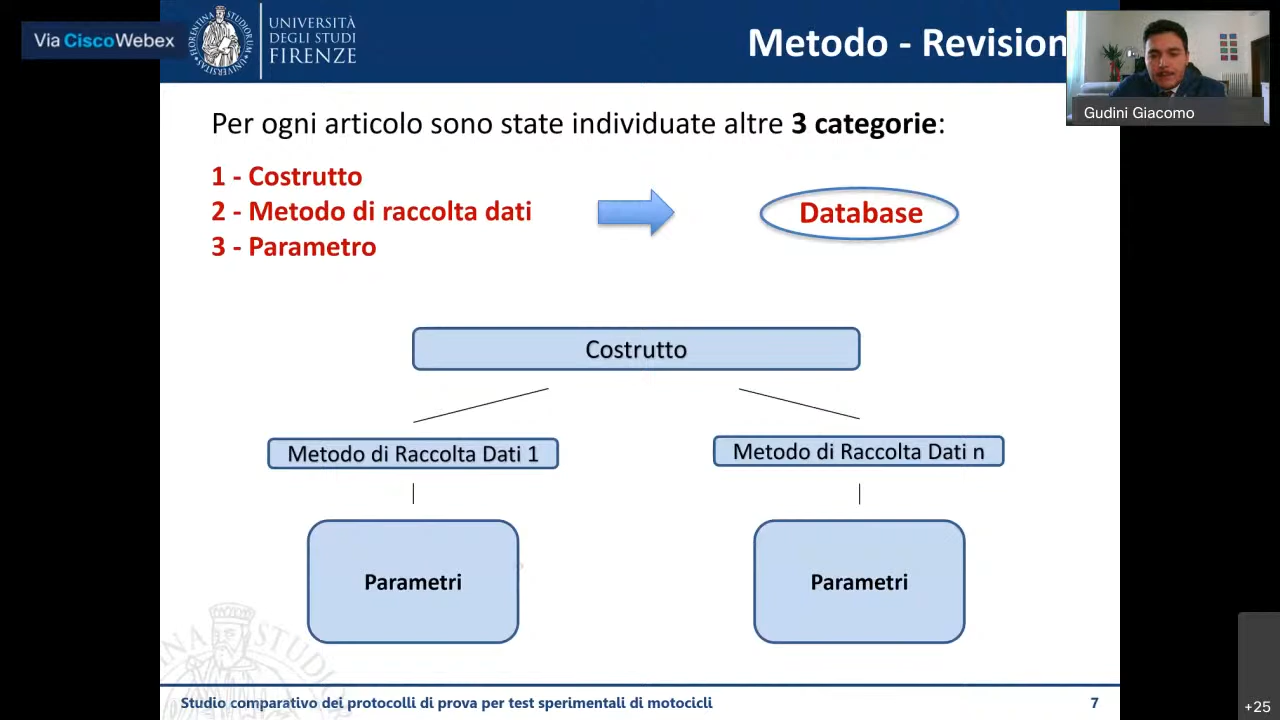 Via CiscoWebex
UNIVERSITÀ
DEGLI STUDI
FIRENZE
Metodo - Revision
Gudini Giacomo
Per ogni articolo sono state individuate altre 3 categorie:
1 - Costrutto
2 - Metodo di raccolta dati
3 - Parametro
Database
Costrutto
Metodo di Raccolta Dati 1
Metodo di Raccolta Dati n
Parametri
Parametri
Studio comparativo dei protocolli di prova per test sperimentali di motocicli
7
+25